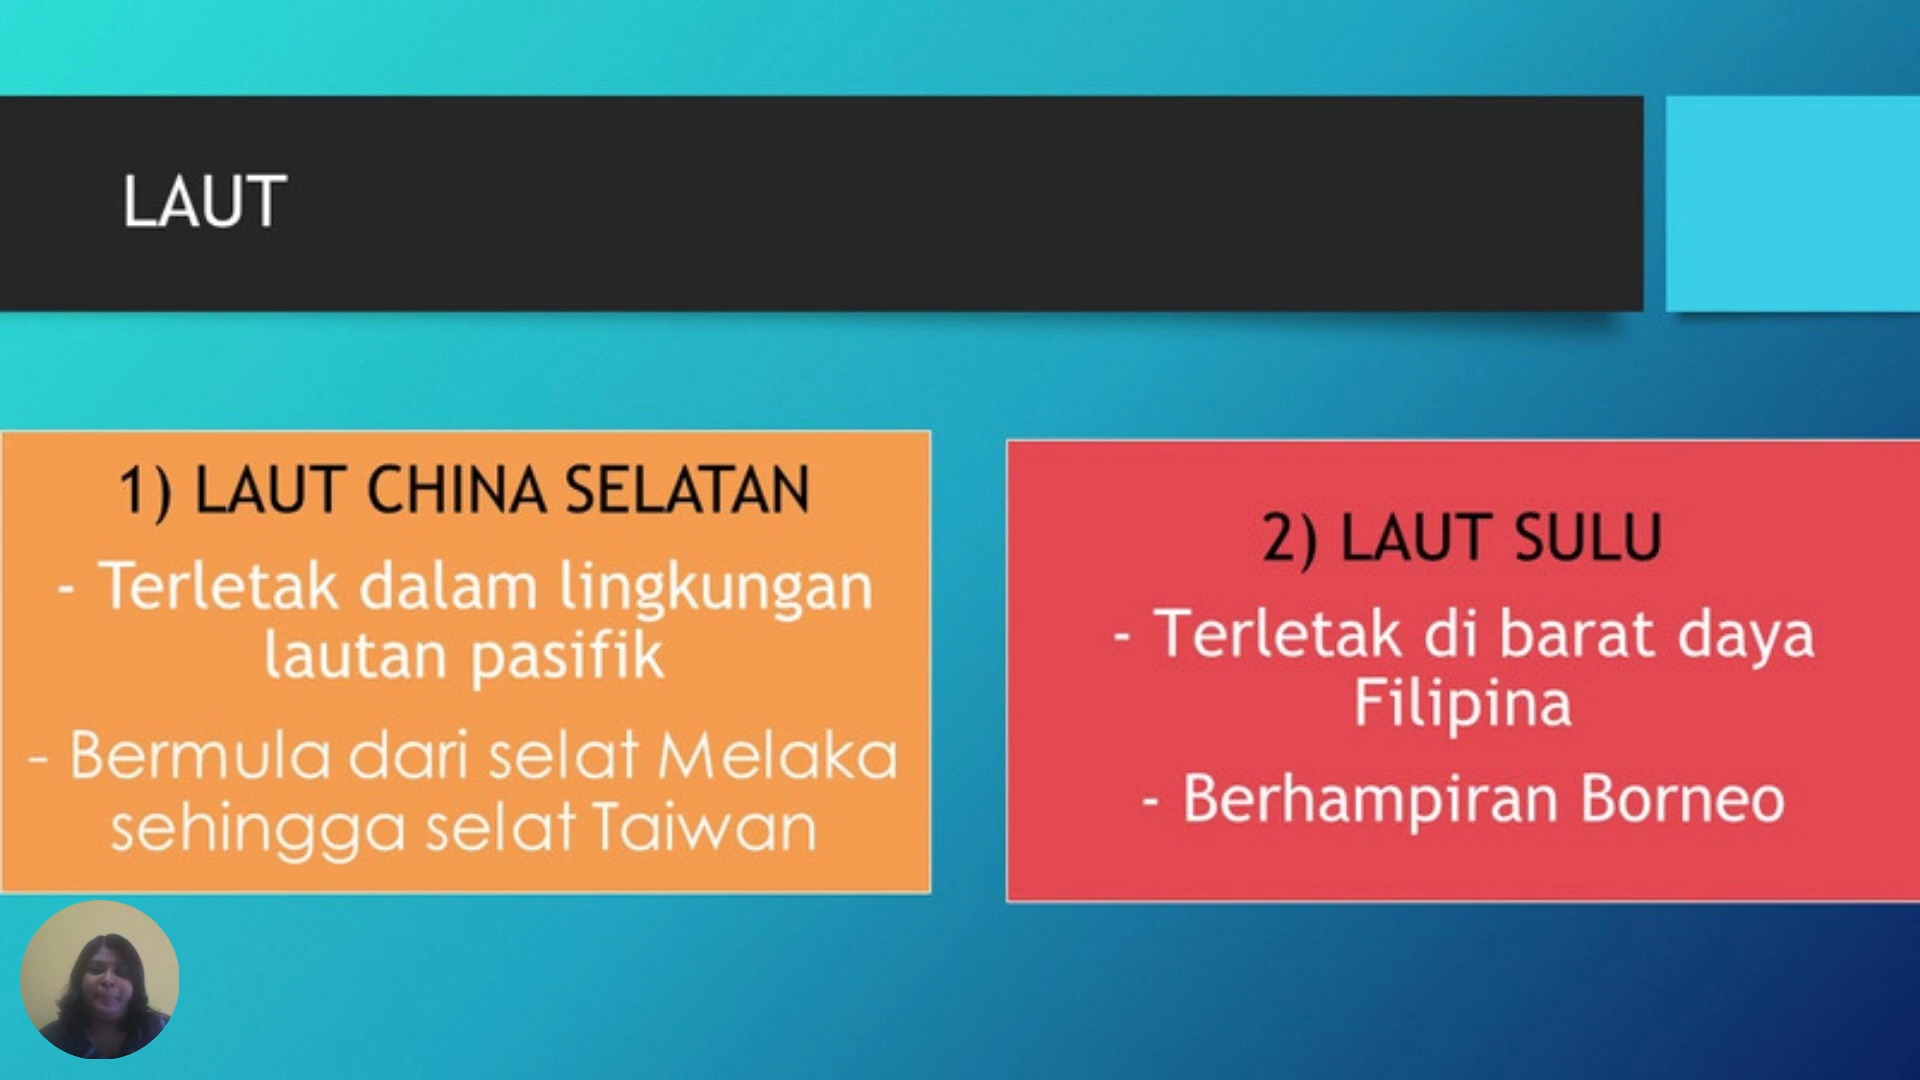 LAUT
1) LAUT CHINA SELATAN
- Terletak dalam lingkungan
lautan pasifik
- Bermula dari selat Melaka
sehingga selat Taiwan
2) LAUT SULU
- Terletak di barat daya
Filipina
- Berhampiran Borneo